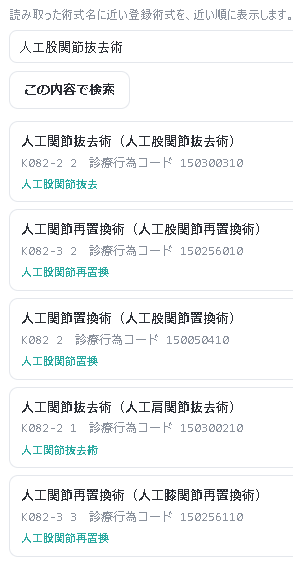 読み取った術式名に近い登録術式を、近い順に表示します。
人工股関節抜去術
この内容で検索
人工関節抜去術（人工股関節抜去術）
K082-2 2　診療行為コード 150300310
人工股関節抜去
人工関節再置換術（人工股関節再置換術）
K082-3 2　診療行為コード 150256010
人工股関節再置換
人工関節置換術（人工股関節置換術）
K082 2　診療行為コード 150050410
人工股関節置換
人工関節抜去術（人工肩関節抜去術）
K082-2 1　診療行為コード 150300210
人工関節抜去術
人工関節再置換術（人工膝関節再置換術）
K082-3 3　診療行為コード 150256110
人工股関節再置換